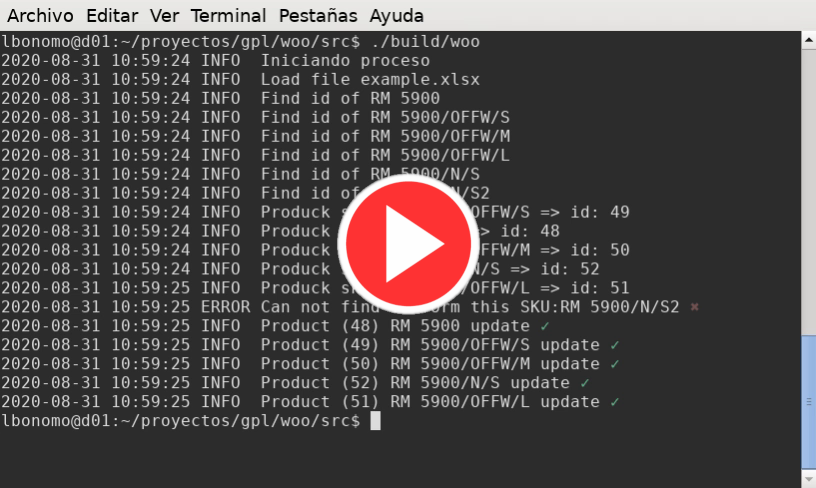 Archivo Editar Ver Terminal Pestañas Ayuda
lbonomo@d01:~/proyectos/gpl/woo/src$ ./build/woo
2020-08-31 10:59:24 INFO Iniciando proceso
2020-08-31 10:59:24 INFO Load file example.xlsx
2020-08-31 10:59:24 INFO Find id of RM 5900
2020-08-31 10:59:24 INFO Find id of RM 5900/OFFW/S
2020-08-31 10:59:24 INFO Find id of RM 5900/OFFW/M
2020-08-31 10:59:24 INFO Find id of RM 5900/OFFW/L
2020-08-31 10:59:24 INFO Find id of RM 5900/N/S
2020-08-31 10:59:24 INFO Find id of N/S2
2020-08-31 10:59:24 INFO Produck OFFW/S => id: 49
2020-08-31 10:59:24 INFO Produck => id: 48
2020-08-31 10:59:24 INFO Produck OFFW/M => id: 50
2020-08-31 10:59:24 INFO Produck N/S => id: 52
2020-08-31 10:59:25 INFO Produck OFFW/L => id: 51
2020-08-31 10:59:25 ERROR Can not find this SKU:RM 5900/N/S2 ✖
2020-08-31 10:59:25 INFO Product (48) RM 5900 update ✓
2020-08-31 10:59:25 INFO Product (49) RM 5900/OFFW/S update ✓
2020-08-31 10:59:25 INFO Product (50) RM 5900/OFFW/M update ✓
2020-08-31 10:59:25 INFO Product (52) RM 5900/N/S update ✓
2020-08-31 10:59:25 INFO Product (51) RM 5900/OFFW/L update ✓
lbonomo@d01:~/proyectos/gpl/woo/src$